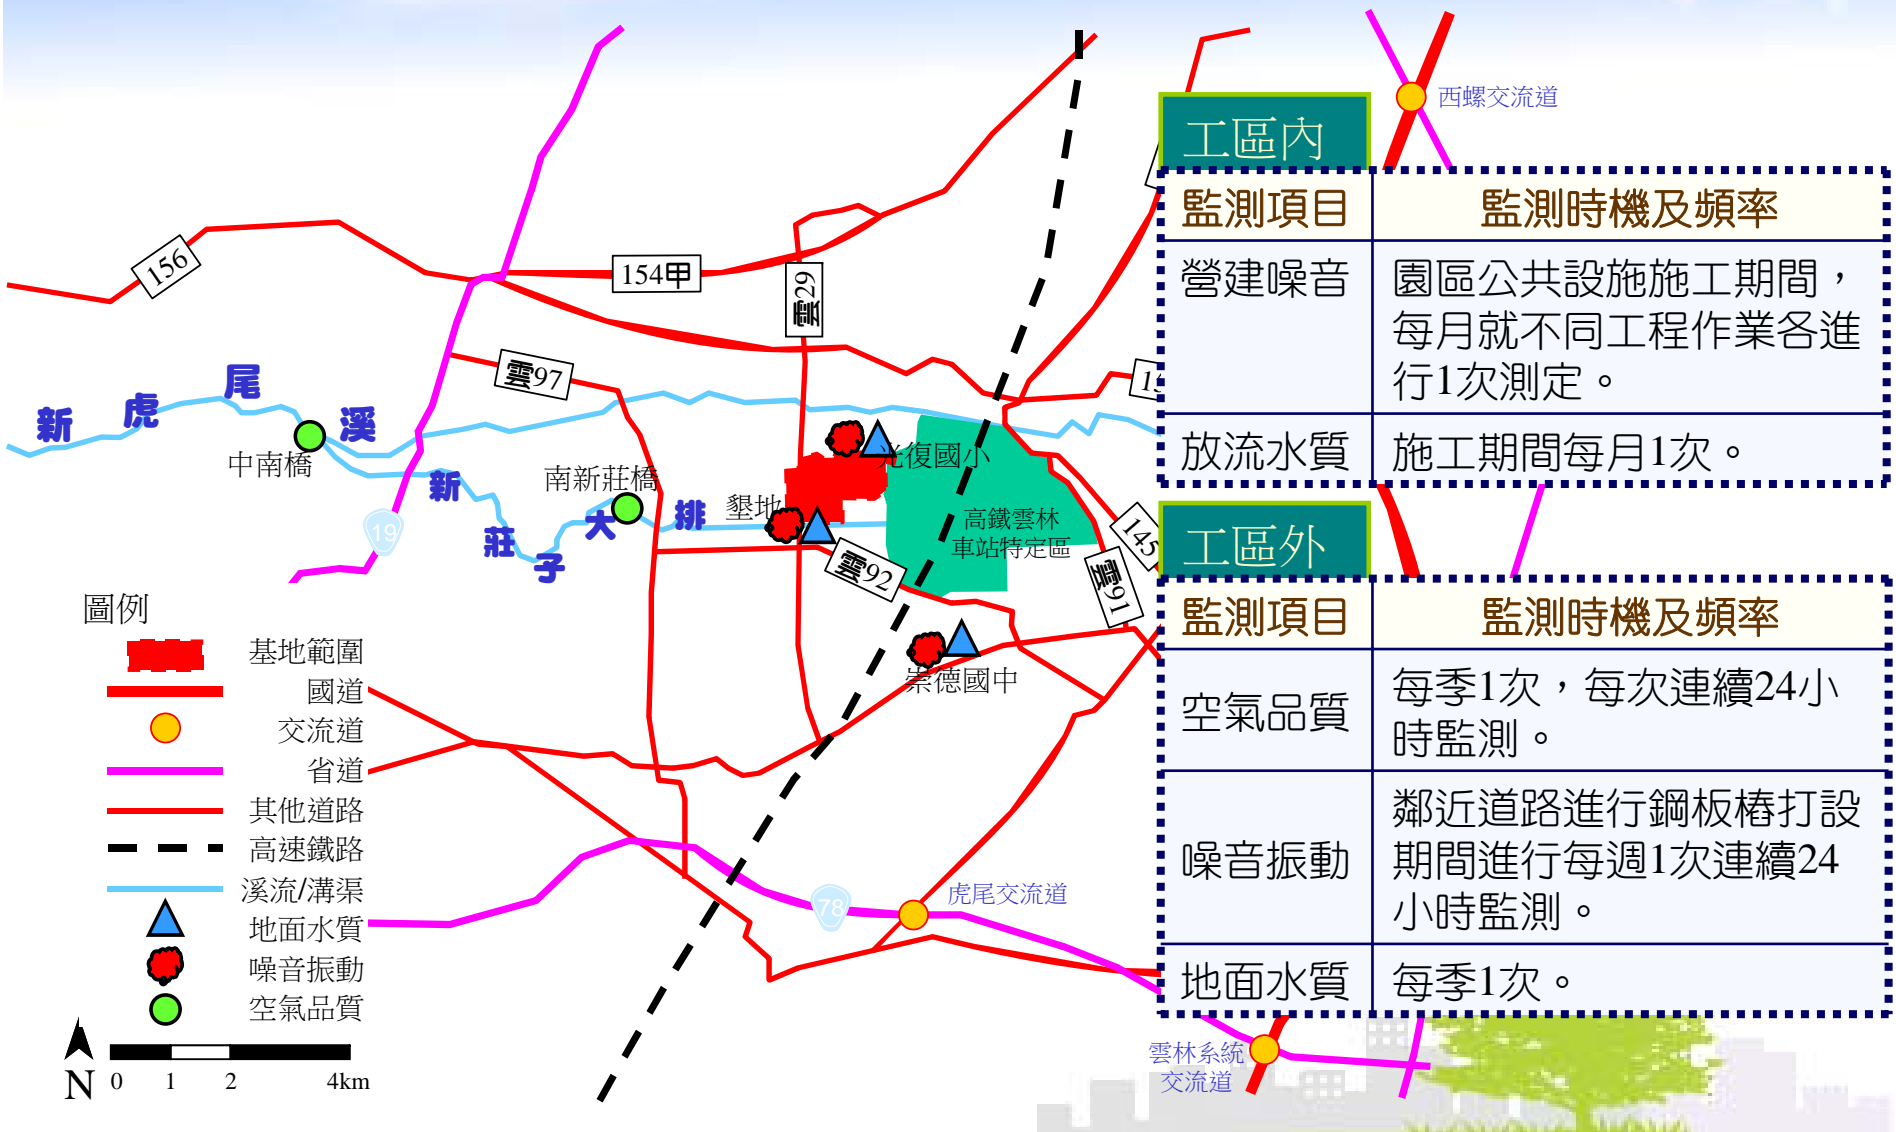 西螺交流道
工區內
監測項目 監測時機及頻率
營建噪音 園區公共設施施工期間，
每月就不同工程作業各進
行1次測定。
放流水質 施工期間每月1次。
工區外
監測項目 監測時機及頻率
空氣品質 每季1次，每次連續24小
時監測。
噪音振動 鄰近道路進行鋼板樁打設
期間進行每週1次連續24
小時監測。
地面水質 每季1次。
156
154甲
雲29
雲97
新虎尾溪
中南橋
新莊子大排
南新莊橋
墾地
光復國小
高鐵雲林
車站特定區
145
雲91
雲92
19
崇德國中
78
虎尾交流道
雲林系統
交流道
圖例
基地範圍
國道
交流道
省道
其他道路
高速鐵路
溪流/溝渠
地面水質
噪音振動
空氣品質
N
0 1 2 4km